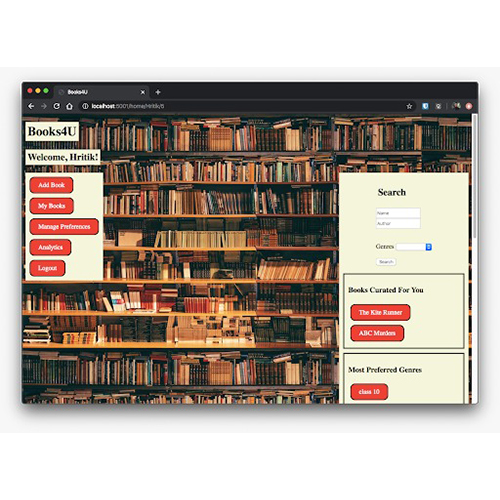 Books4U
localhost:5001/home/Hritik/6
Books4U
Welcome, Hritik!
Add Book
My Books
Manage Preferences
Analytics
Logout
Search
Name
Author
Genres
Search
Books Curated For You
The Kite Runner
ABC Murders
Most Preferred Genres
class 10